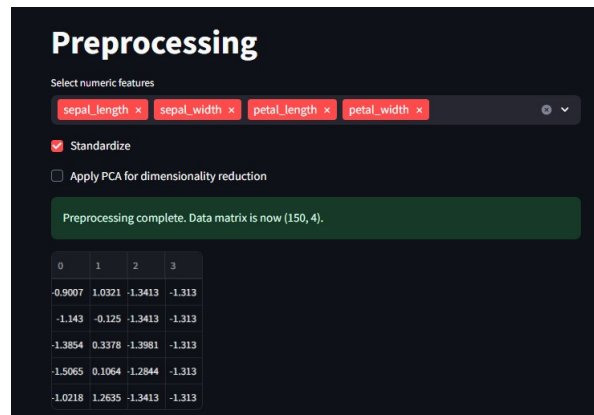 Preprocessing
Select numeric features
sepal_length × sepal_width × petal_length × petal_width ×
Standardize
Apply PCA for dimensionality reduction
Preprocessing complete. Data matrix is now (150, 4).
0 1 2 3
-0.9007 1.0321 -1.3413 -1.313
-1.143 -0.125 -1.3413 -1.313
-1.3854 0.3378 -1.3981 -1.313
-1.5065 0.1064 -1.2844 -1.313
-1.0218 1.2635 -1.3413 -1.313